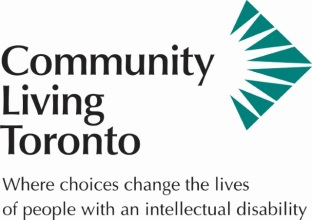 Community
Living
Toronto
Where choices change the lives
of people with an intellectual disability